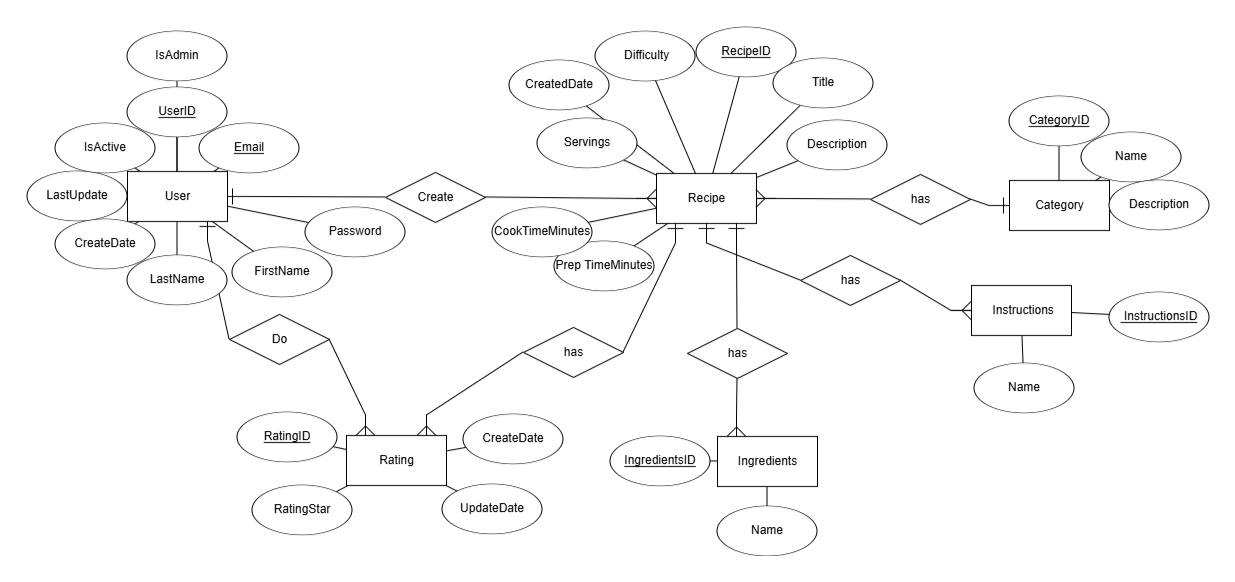 IsAdmin
Difficulty
RecipeID
CreatedDate
Title
UserID
CategoryID
IsActive
Email
Servings
Description
Name
LastUpdate
User
Create
Recipe
has
Category
Description
CreateDate
Password
CookTimeMinutes
Prep TimeMinutes
LastName
FirstName
has
Instructions
InstructionsID
Do
has
has
Name
RatingID
CreateDate
Rating
IngredientsID
Ingredients
RatingStar
UpdateDate
Name